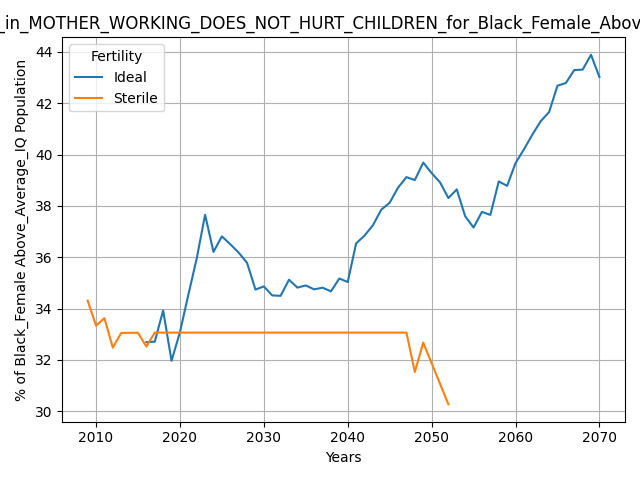 _in_MOTHER_WORKING_DOES_NOT_HURT_CHILDREN_for_Black_Female_Abov
Fertility
Ideal
Sterile
% of Black_Female Above_Average_IQ Population
44
42
40
38
36
34
32
30
2010 2020 2030 2040 2050 2060 2070
Years